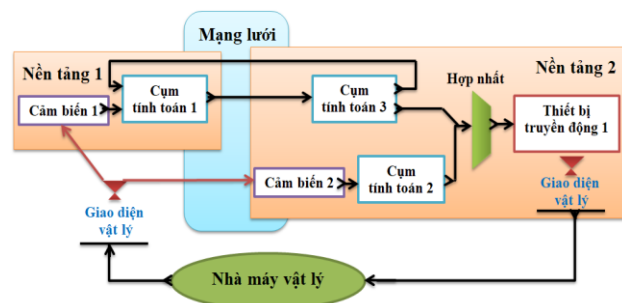 Mạng lưới
Nền tảng 1
Cảm biến 1
Cụm
tính toán 1
Cụm
tính toán 3
Hợp nhất
Nền tảng 2
Thiết bị
truyền động 1
Cảm biến 2
Cụm
tính toán 2
Giao diện
vật lý
Giao diện
vật lý
Nhà máy vật lý